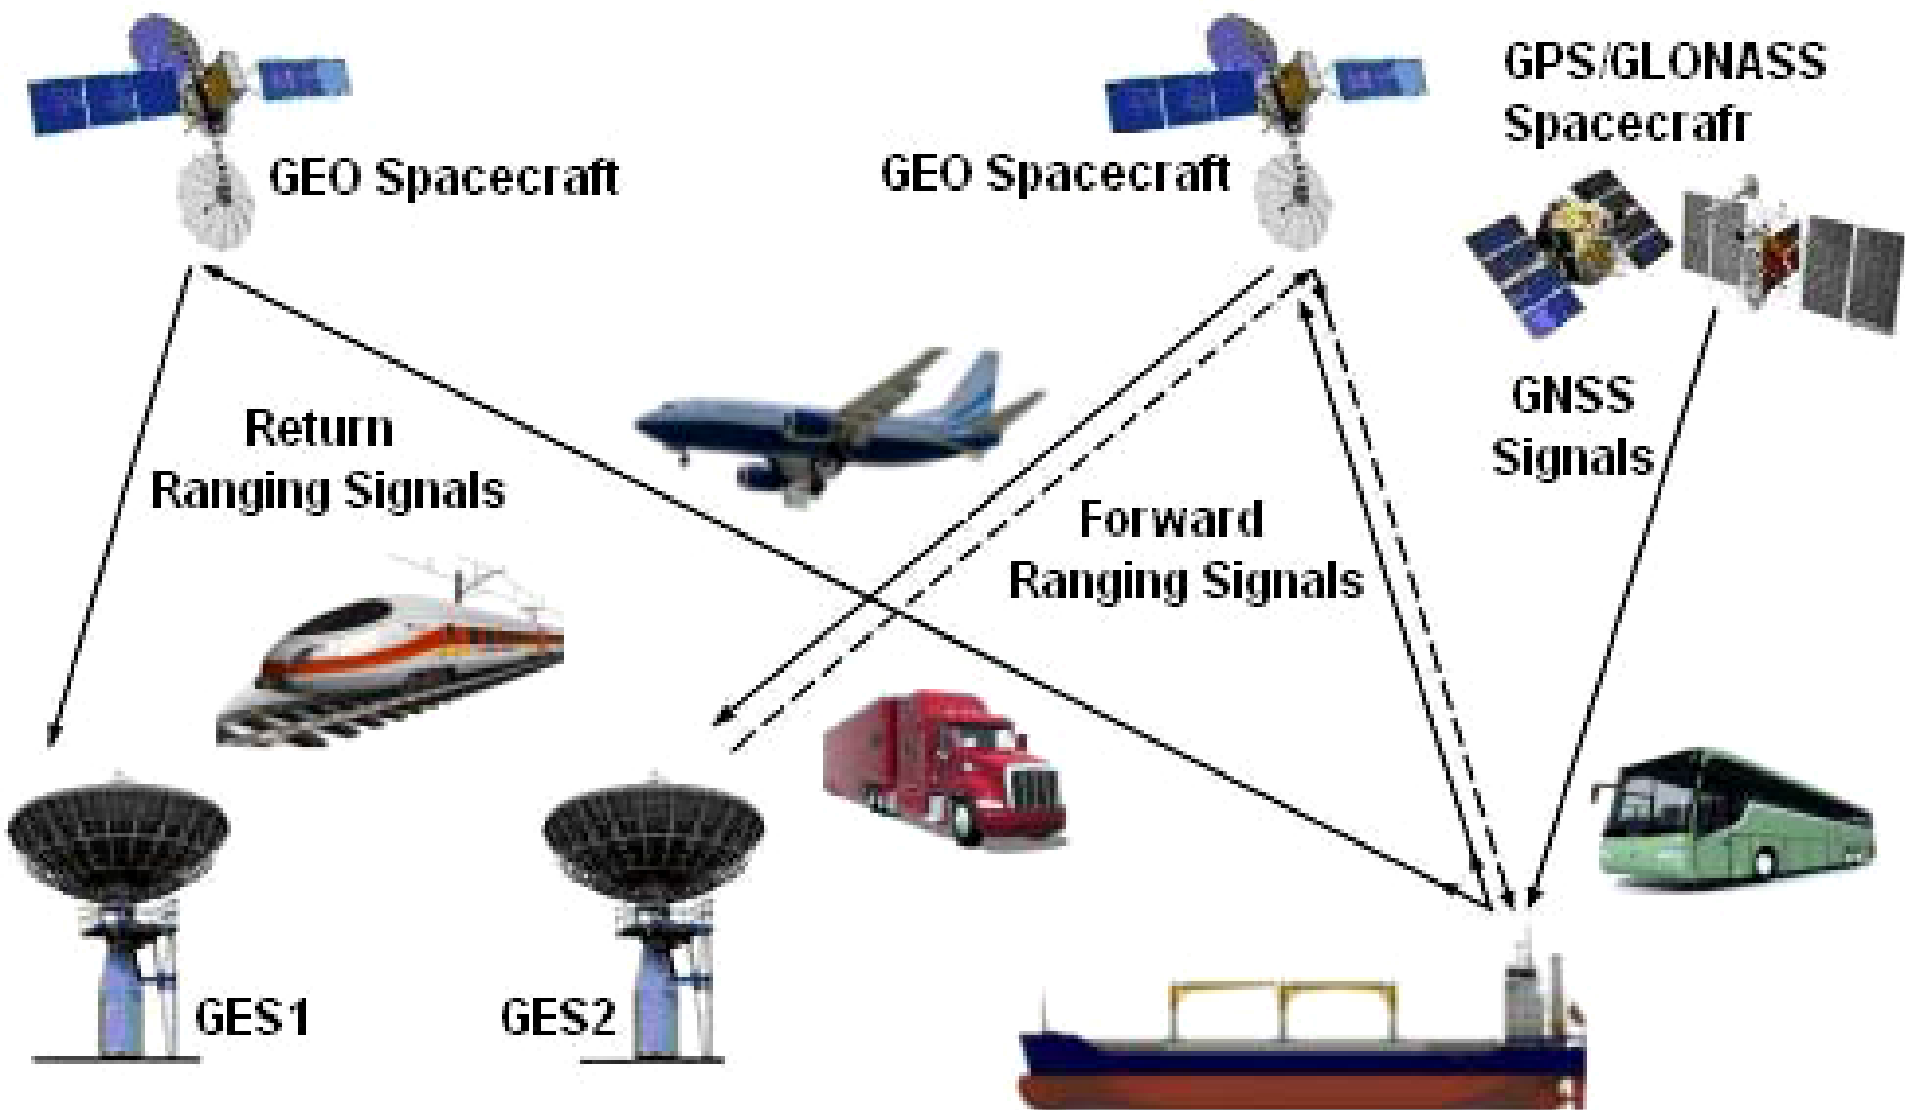 GPS/GLONASS
Spacecrafr
GEO Spacecraft
GEO Spacecraft
GNSS
Signals
Return
Ranging Signals
Forward
Ranging Signals
GES1
GES2